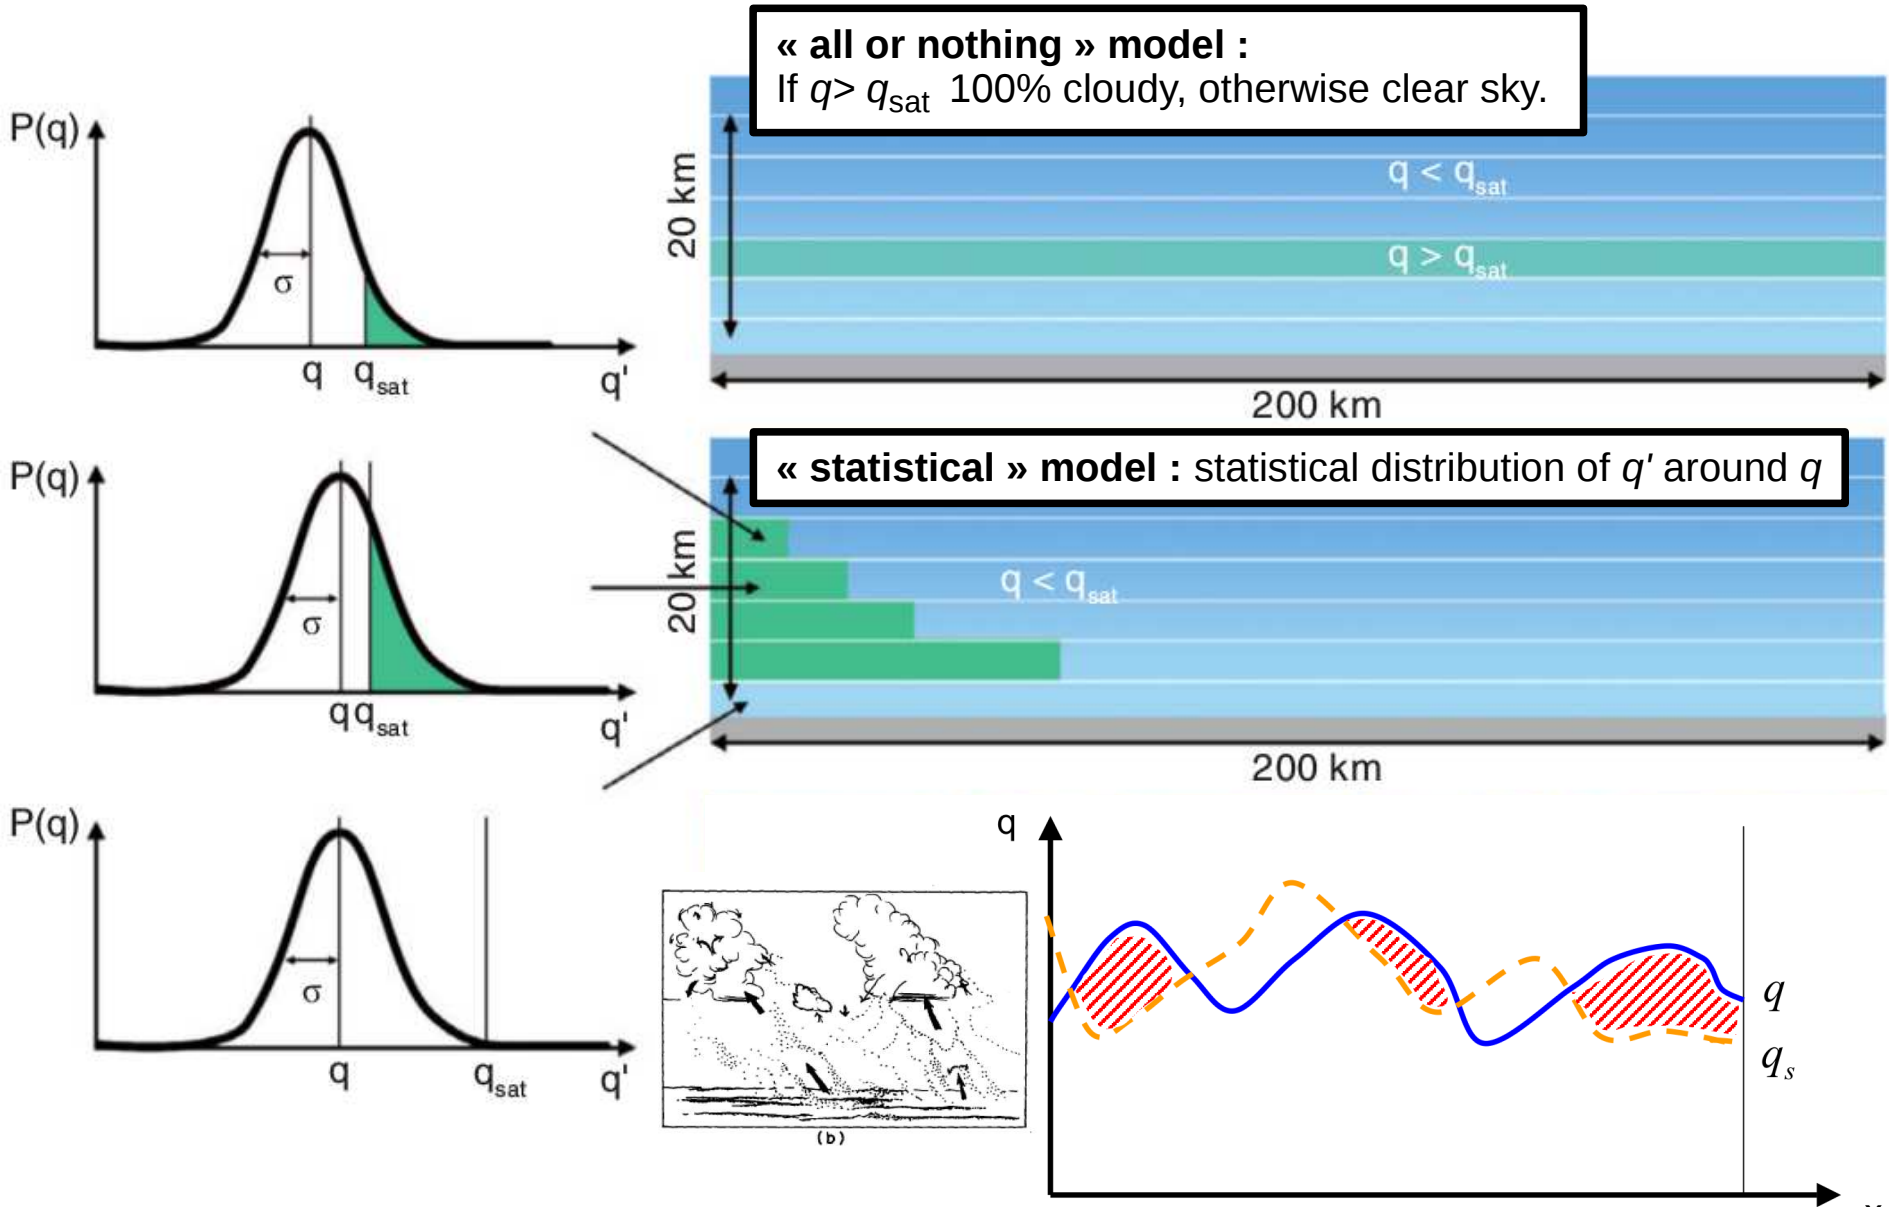 « all or nothing » model :
If q> qsat 100% cloudy, otherwise clear sky.
P(q)
σ
q qsat q'
20 km
q < qsat
q > qsat
200 km
« statistical » model : statistical distribution of q' around q
P(q)
σ
q qsat q'
20 km
q < qsat
200 km
P(q)
σ
q qsat q'
(b)
q
q
qs